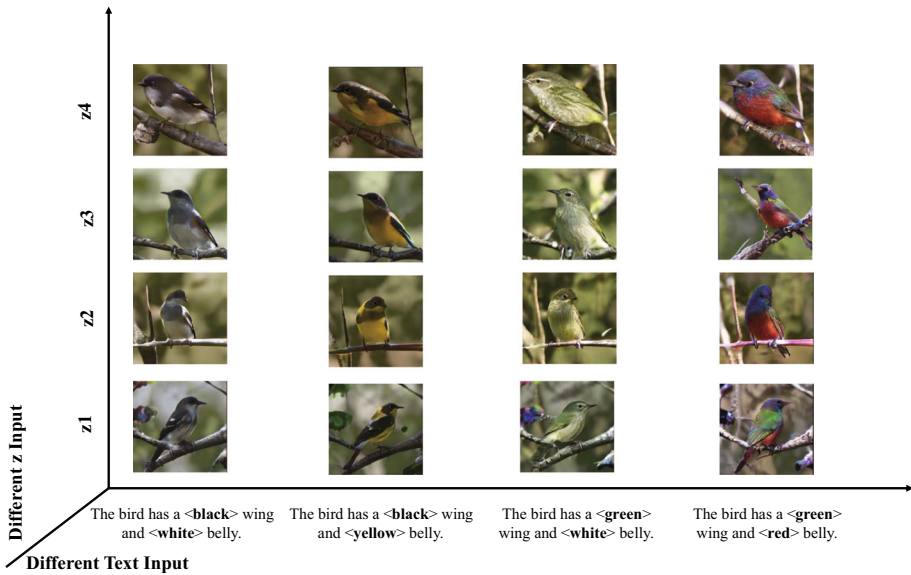 z4
z3
z2
z1
Different z Input
The bird has a <black> wing
and <white> belly.
The bird has a <black> wing
and <yellow> belly.
The bird has a <green>
wing and <white> belly.
The bird has a <green>
wing and <red> belly.
Different Text Input